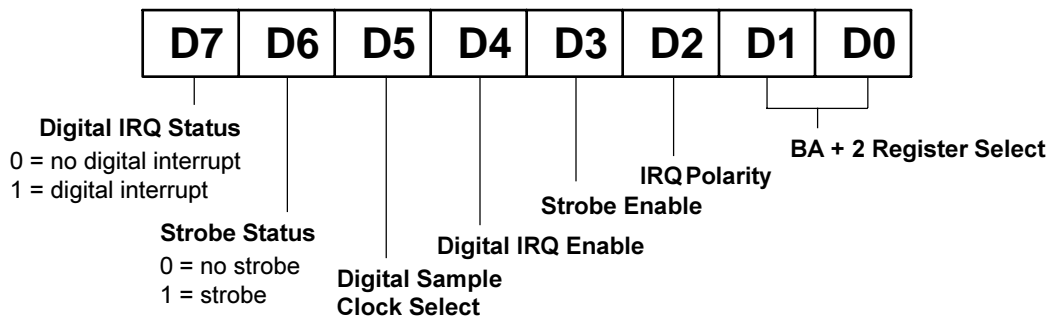 D7 D6 D5 D4 D3 D2 D1 D0
Digital IRQ Status
0 = no digital interrupt
1 = digital interrupt
BA + 2 Register Select
IRQ Polarity
Strobe Enable
Strobe Status
0 = no strobe
1 = strobe
Digital IRQ Enable
Digital Sample
Clock Select